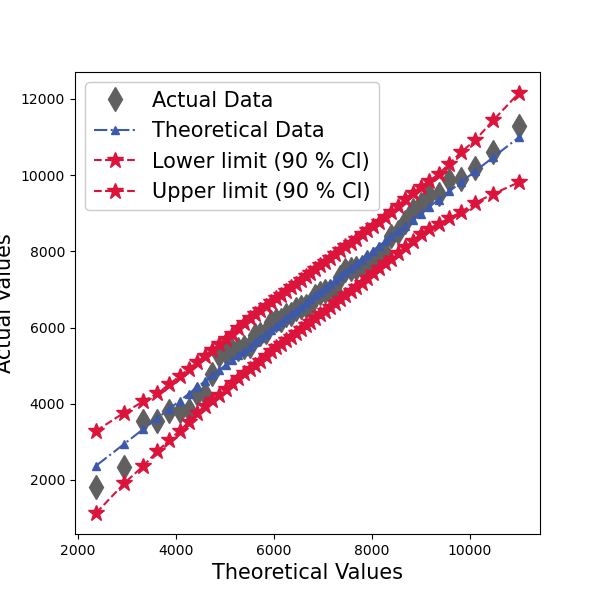 12000
10000
8000
6000
4000
2000
Actual Values
Actual Data
Theoretical Data
Lower limit (90 % CI)
Upper limit (90 % CI)
2000 4000 6000 8000 10000
Theoretical Values